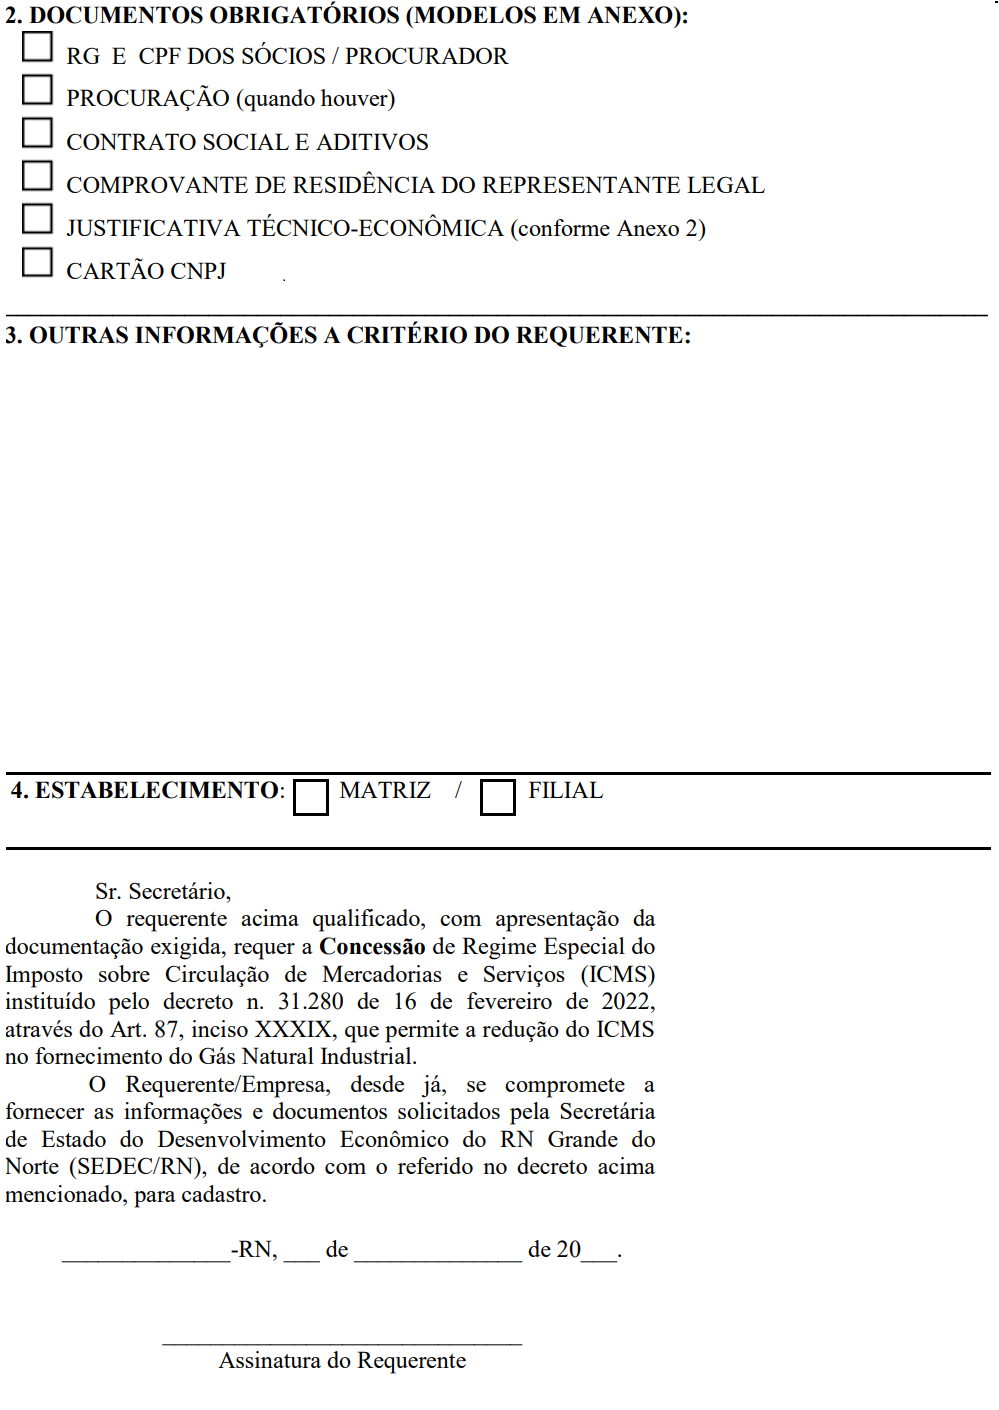 2. DOCUMENTOS OBRIGATÓRIOS (MODELOS EM ANEXO):
RG E CPF DOS SÓCIOS / PROCURADOR
PROCURAÇÃO (quando houver)
CONTRATO SOCIAL E ADITIVOS
COMPROVANTE DE RESIDÊNCIA DO REPRESENTANTE LEGAL
JUSTIFICATIVA TÉCNICO-ECONÔMICA (conforme Anexo 2)
CARTÃO CNPJ
3. OUTRAS INFORMAÇÕES A CRITÉRIO DO REQUERENTE:
4. ESTABELECIMENTO: MATRIZ / FILIAL
Sr. Secretário,
O requerente acima qualificado, com apresentação da
documentação exigida, requer a Concessão de Regime Especial do
Imposto sobre Circulação de Mercadorias e Serviços (ICMS)
instituído pelo decreto n. 31.280 de 16 de fevereiro de 2022,
através do Art. 87, inciso XXXIX, que permite a redução do ICMS
no fornecimento do Gás Natural Industrial.
O Requerente/Empresa, desde já, se compromete a
fornecer as informações e documentos solicitados pela Secretária
de Estado do Desenvolvimento Econômico do RN Grande do
Norte (SEDEC/RN), de acordo com o referido no decreto acima
mencionado, para cadastro.
______________-RN, ___ de ______________ de 20___.
______________________________
Assinatura do Requerente